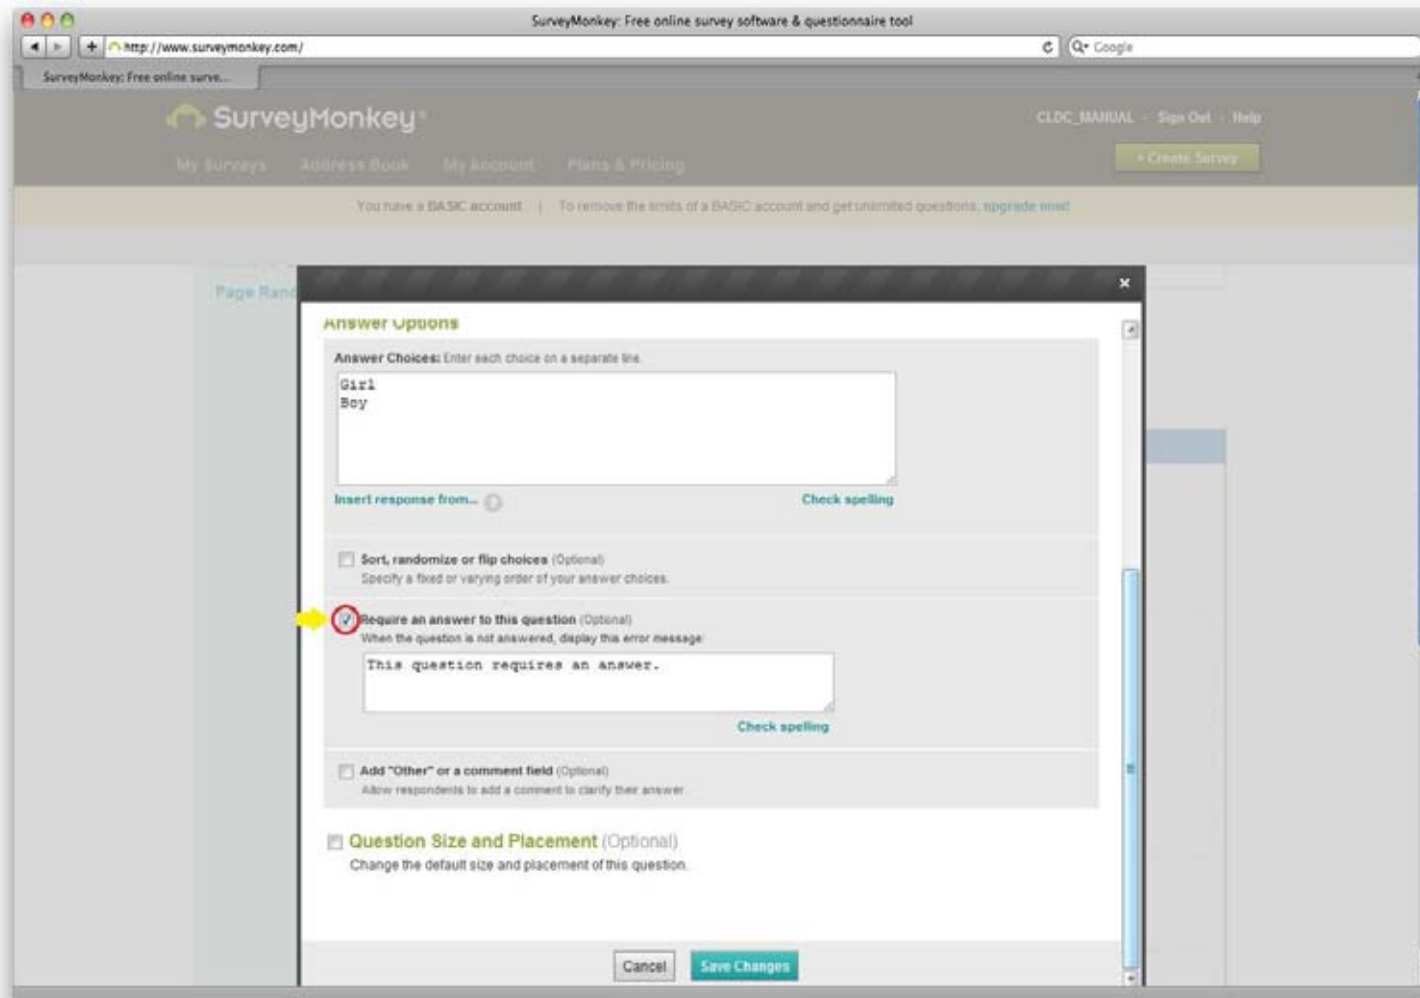 SurveyMonkey: Free online survey software & questionnaire tool
http://www.surveymonkey.com/
Google
SurveyMonkey: Free online surve...
SurveyMonkey
CLDC_MANUAL - Sign Out - Help
My Surveys Address Book My Account Plans & Pricing
+ Create Survey
You have a BASIC account | To remove the limits of a BASIC account and get unlimited questions, upgrade now!
Page Rand
Answer Options
Answer Choices: Enter each choice on a separate line.
Girl
Boy
Insert response from... Check spelling
Sort, randomize or flip choices (Optional)
Specify a fixed or varying order of your answer choices.
Require an answer to this question (Optional)
When the question is not answered, display this error message:
This question requires an answer.
Check spelling
Add "Other" or a comment field (Optional)
Allow respondents to add a comment to clarify their answer.
Question Size and Placement (Optional)
Change the default size and placement of this question.
Cancel Save Changes